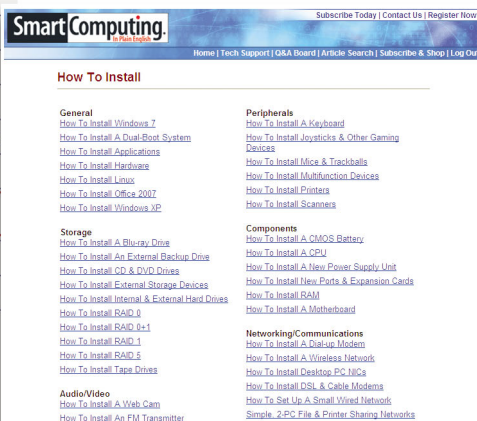 Subscribe Today | Contact Us | Register Now
Smart Computing.
In Plain English
Home | Tech Support | Q&A Board | Article Search | Subscribe & Shop | Log Ou
How To Install
General
How To Install Windows 7
How To Install A Dual-Boot System
How To Install Applications
How To Install Hardware
How To Install Linux
How To Install Office 2007
How To Install Windows XP
Storage
How To Install A Blu-ray Drive
How To Install An External Backup Drive
How To Install CD & DVD Drives
How To Install External Storage Devices
How To Install Internal & External Hard Drives
How To Install RAID 0
How To Install RAID 0+1
How To Install RAID 1
How To Install RAID 5
How To Install Tape Drives
Audio/Video
How To Install A Web Cam
How To Install An FM Transmitter
Peripherals
How To Install A Keyboard
How To Install Joysticks & Other Gaming
Devices
How To Install Mice & Trackballs
How To Install Multifunction Devices
How To Install Printers
How To Install Scanners
Components
How To Install A CMOS Battery
How To Install A CPU
How To Install A New Power Supply Unit
How To Install New Ports & Expansion Cards
How To Install RAM
How To Install A Motherboard
Networking/Communications
How To Install A Dial-up Modem
How To Install A Wireless Network
How To Install Desktop PC NICs
How To Install DSL & Cable Modems
How To Set Up A Small Wired Network
Simple. 2-PC File & Printer Sharing Networks